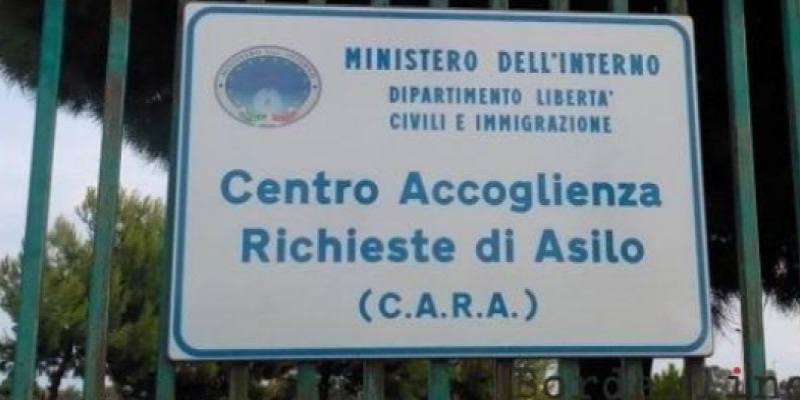 MINISTERO DELL'INTERNO
DIPARTIMENTO LIBERTA'
CIVILI E IMMIGRAZIONE
Centro Accoglienza
Richieste di Asilo
(C.A.R.A.)